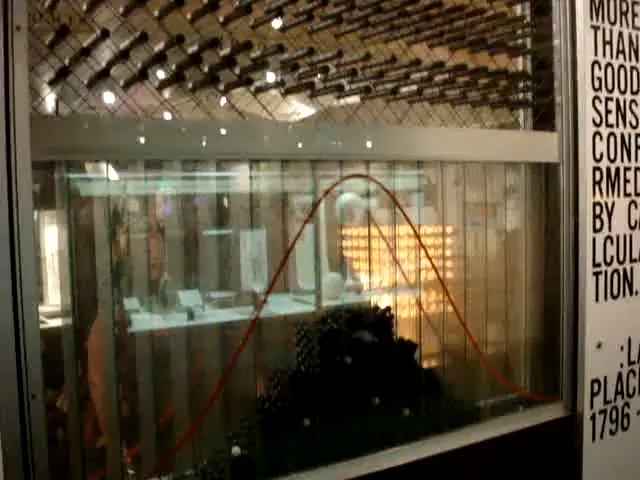 MORE
THAN
GOOD
SENS
CONF
RMED
BY CA
LCULA
TION.
:LA
PLAC
1796 -